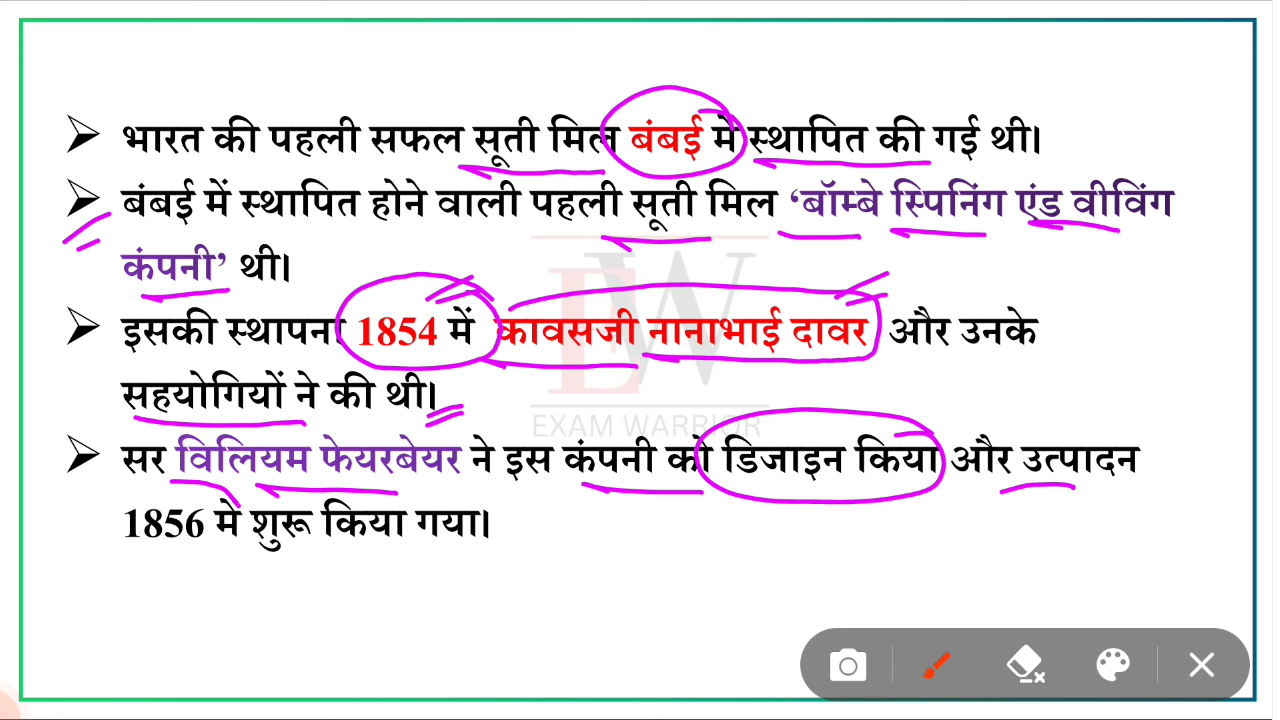 भारत की पहली सफल सूती मिल बंबई में स्थापित की गई थी।
बंबई में स्थापित होने वाली पहली सूती मिल ‘बॉम्बे स्पिनिंग एंड वीविंग
कंपनी’ थी।
इसकी स्थापना 1854 में कावसजी नानाभाई दावर और उनके
सहयोगियों ने की थी।
EW
EXAM WARRIOR
सर विलियम फेयरबेयर ने इस कंपनी को डिजाइन किया और उत्पादन
1856 में शुरू किया गया।